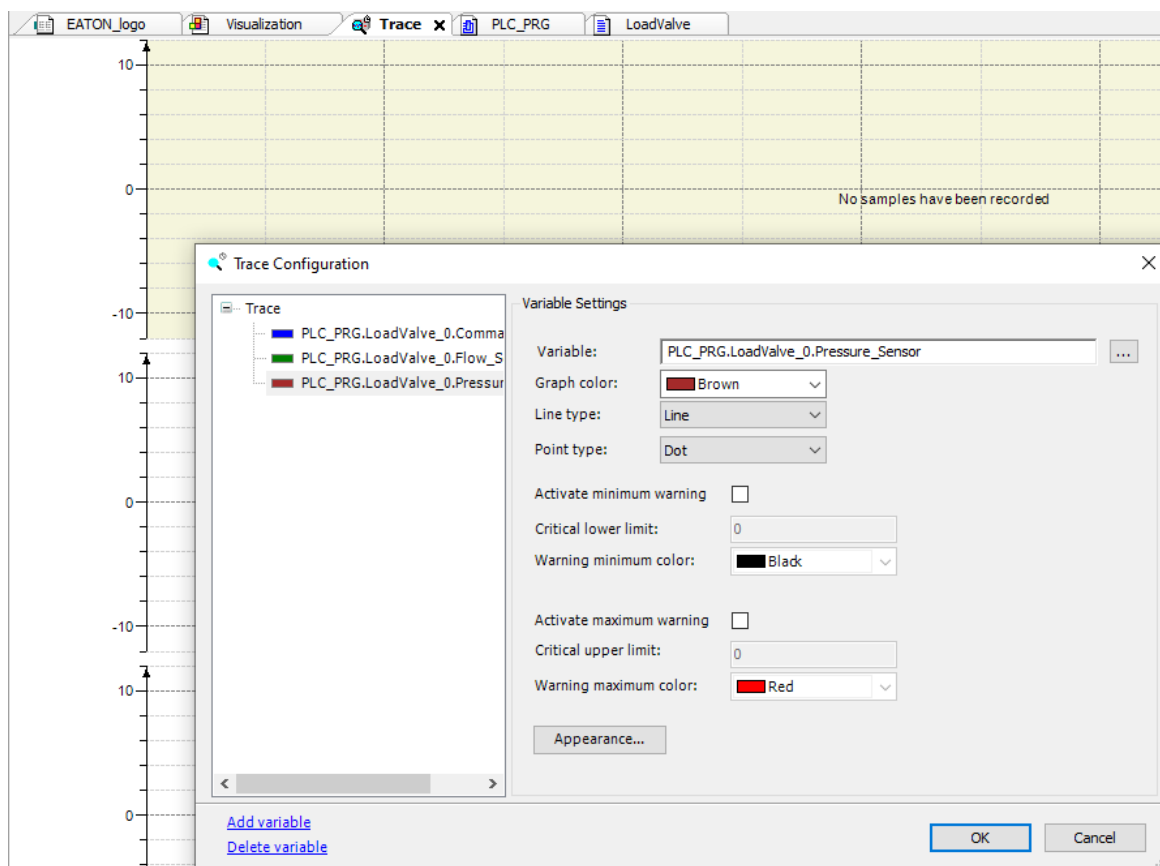 EATON_logo Visualization Trace PLC_PRG LoadValve
10
0
No samples have been recorded
-10
10
0
-10
10
0
Trace Configuration
Trace
PLC_PRG.LoadValve_0.Comma
PLC_PRG.LoadValve_0.Flow_S
PLC_PRG.LoadValve_0.Pressur
Variable Settings
Variable: PLC_PRG.LoadValve_0.Pressure_Sensor ...
Graph color: Brown
Line type: Line
Point type: Dot
Activate minimum warning
Critical lower limit: 0
Warning minimum color: Black
Activate maximum warning
Critical upper limit: 0
Warning maximum color: Red
Appearance...
Add variable
Delete variable
OK Cancel